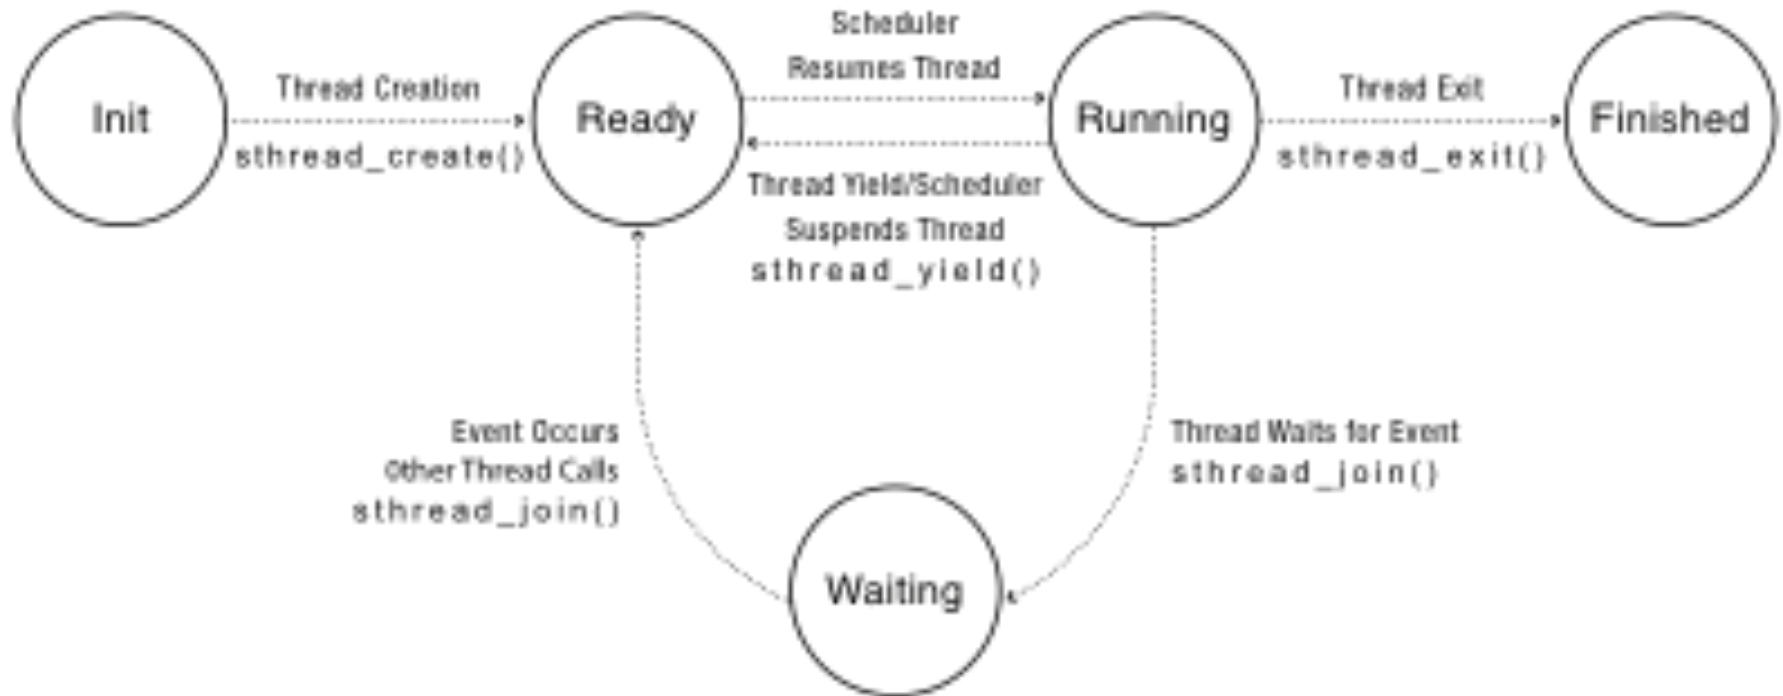 Init
Thread Creation
sthread_create()
Ready
Scheduler
Resumes Thread
Thread Yield/Scheduler
Suspends Thread
sthread_yield()
Running
Thread Exit
sthread_exit()
Finished
Event Occurs
Other Thread Calls
sthread_join()
Thread Waits for Event
sthread_join()
Waiting